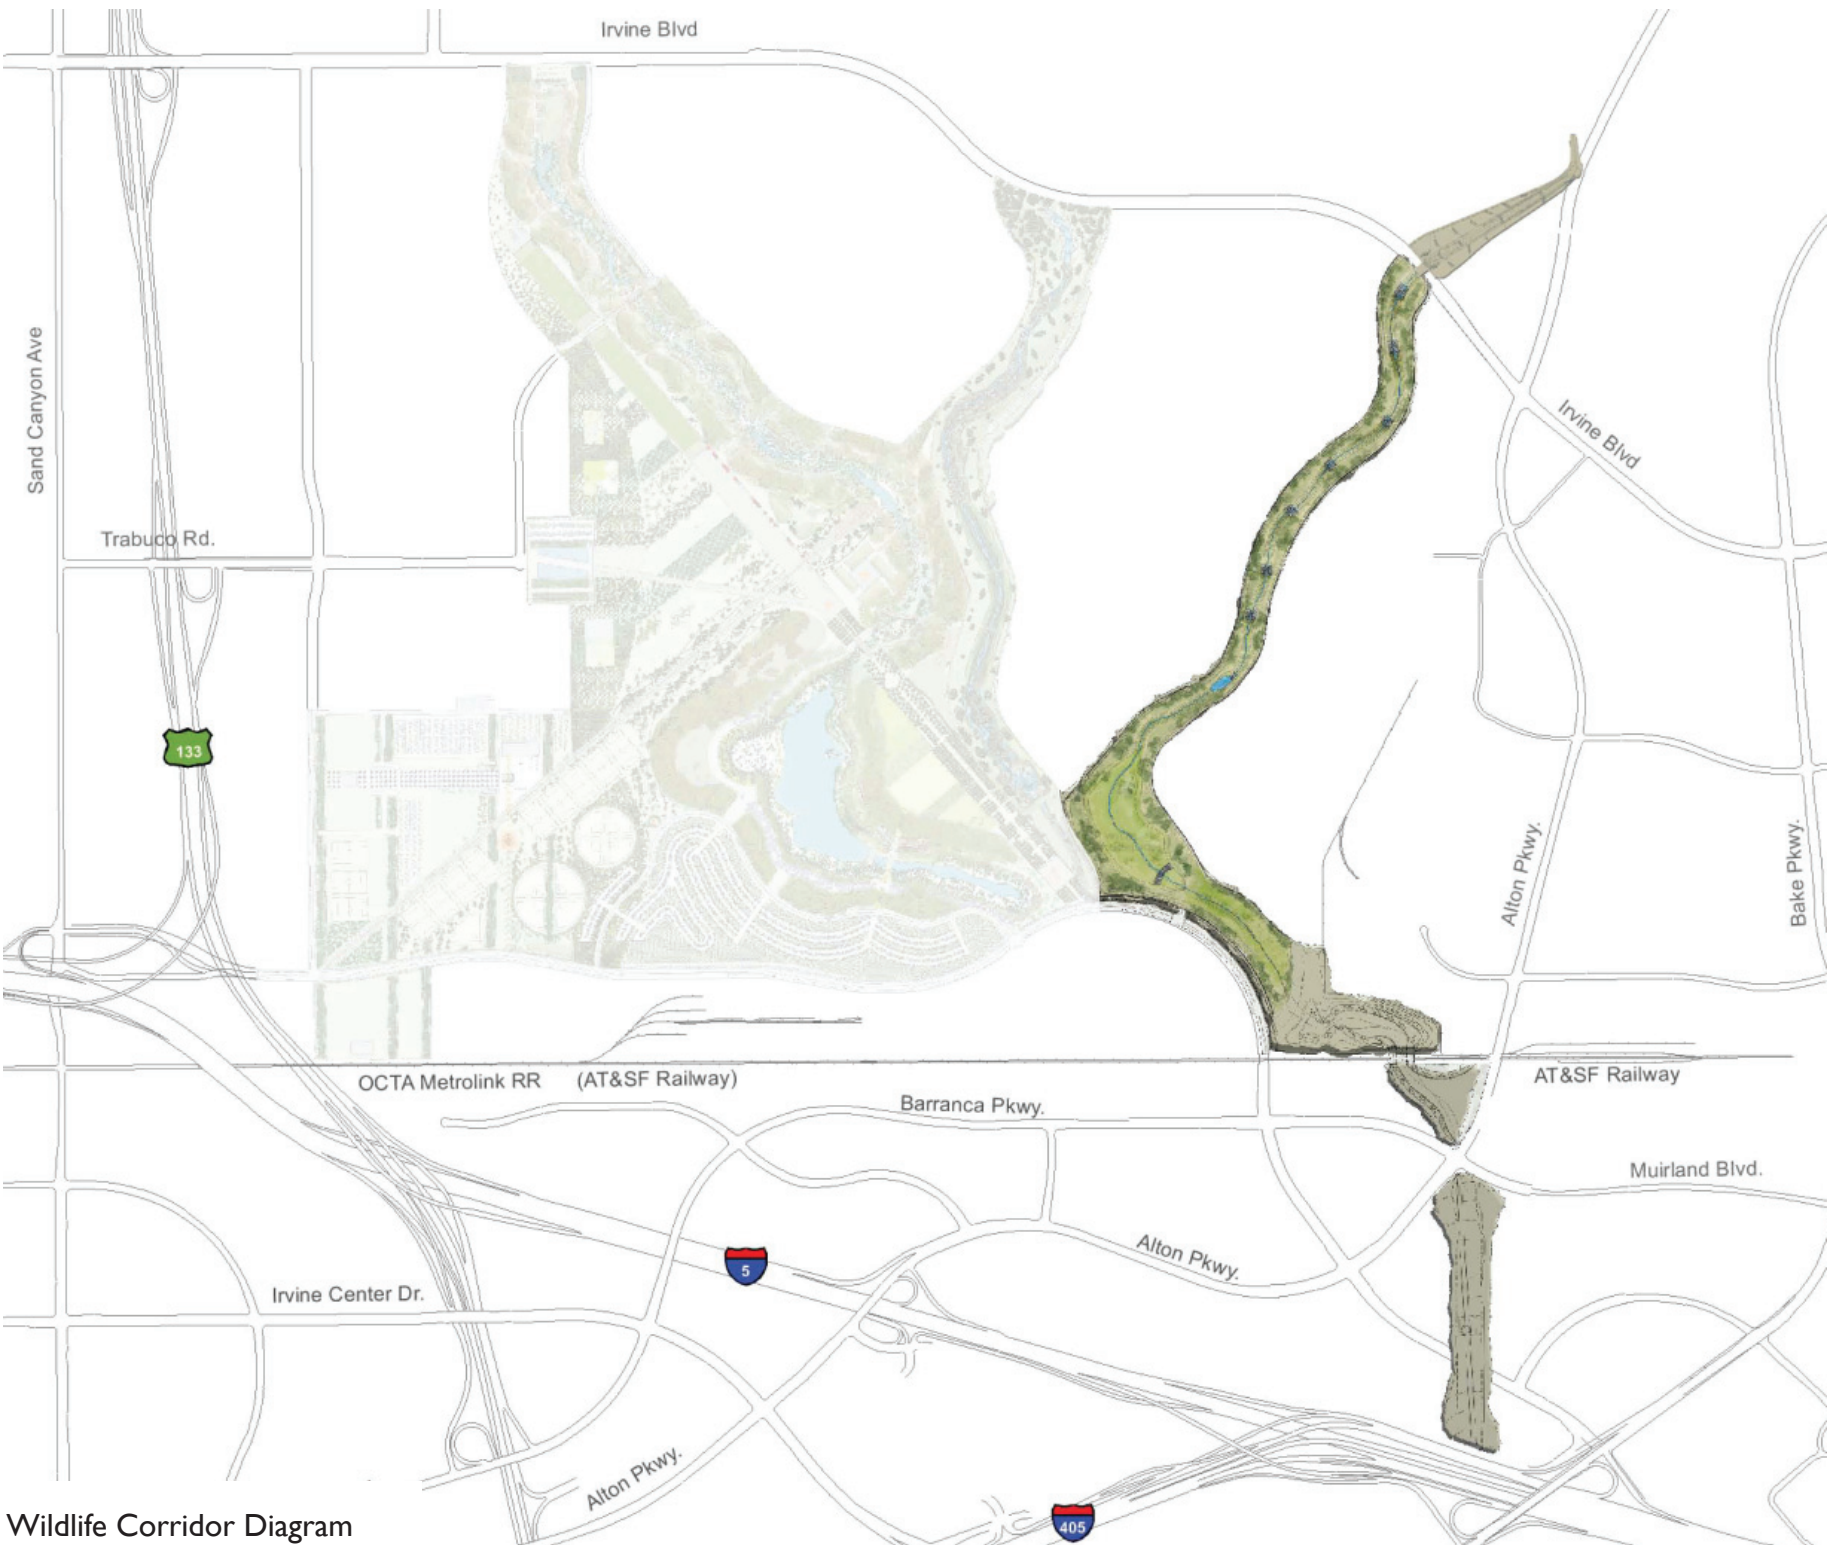 Irvine Blvd
Sand Canyon Ave
Irvine Blvd
Trabuco Rd.
133
Alton Pkwy.
Bake Pkwy.
OCTA Metrolink RR (AT&SF Railway)
AT&SF Railway
Barranca Pkwy.
Muirland Blvd.
Alton Pkwy.
5
Irvine Center Dr.
Alton Pkwy.
405
Wildlife Corridor Diagram